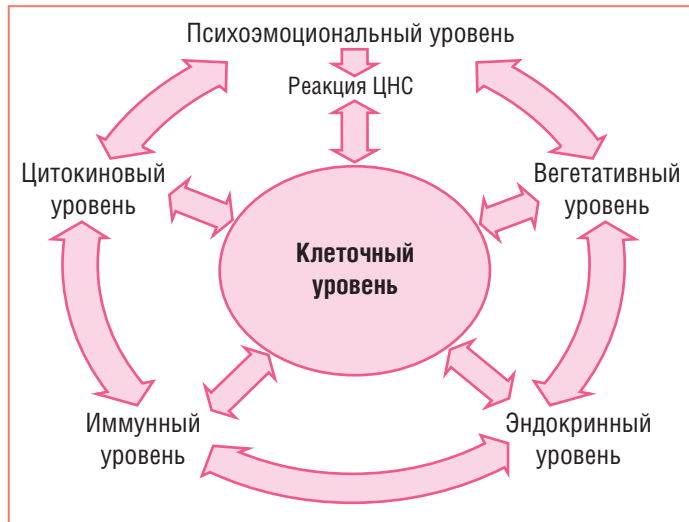 Психоэмоциональный уровень
Реакция ЦНС
Цитокиновый
уровень
Вегетативный
уровень
Клеточный
уровень
Иммунный
уровень
Эндокринный
уровень